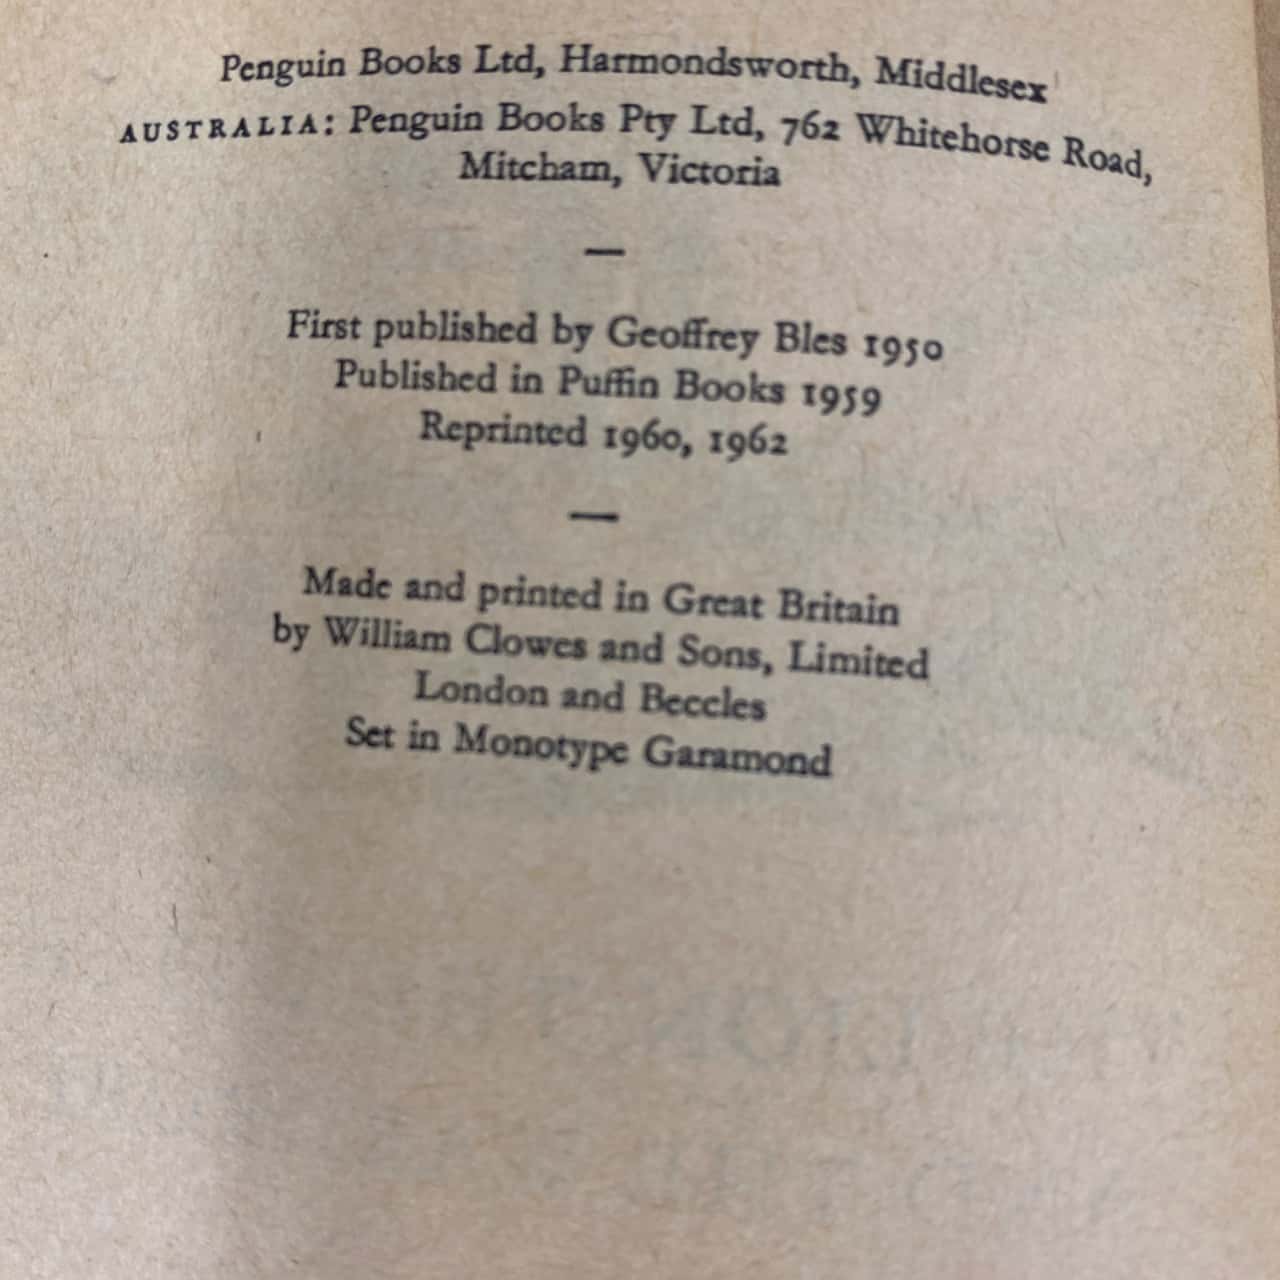 Penguin Books Ltd, Harmondsworth, Middlesex
AUSTRALIA: Penguin Books Pty Ltd, 762 Whitehorse Road,
Mitcham, Victoria
—
First published by Geoffrey Bles 1950
Published in Puffin Books 1959
Reprinted 1960, 1962
—
Made and printed in Great Britain
by William Clowes and Sons, Limited
London and Beccles
Set in Monotype Garamond